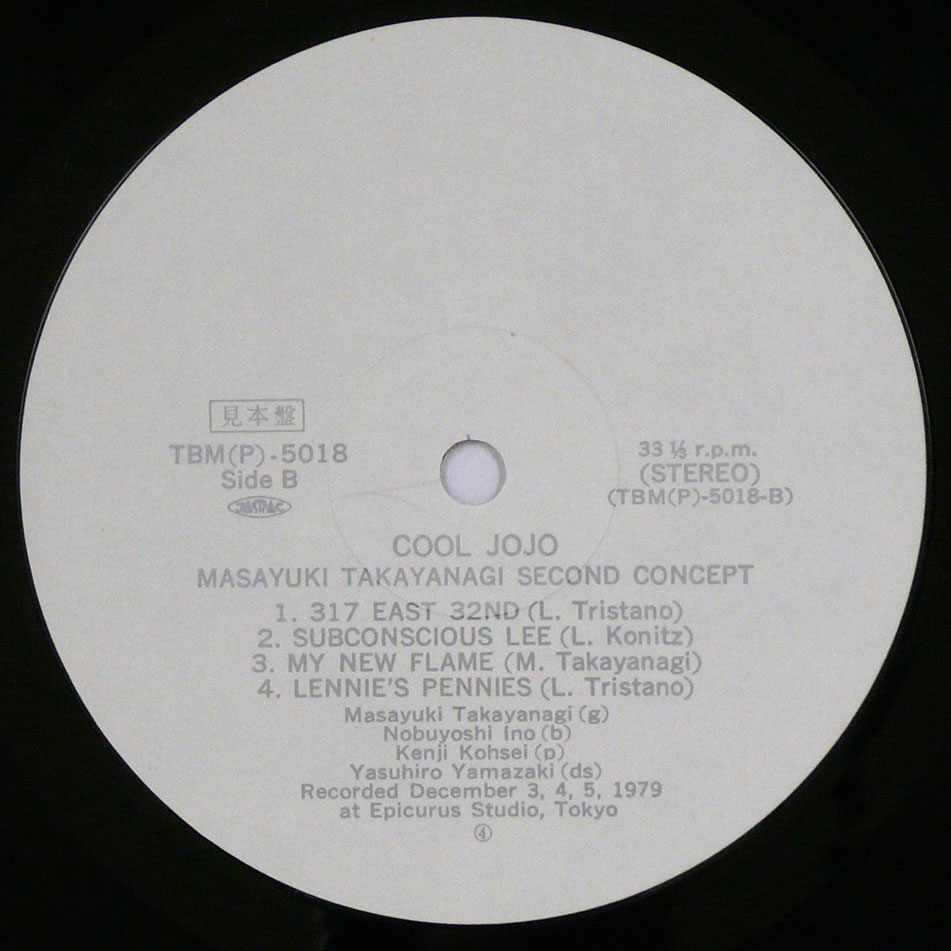 見本盤
TBM(P)-5018
Side B
JASRAC
33 ⅓ r.p.m.
(STEREO)
(TBM(P)-5018-B)
COOL JOJO
MASAYUKI TAKAYANAGI SECOND CONCEPT
1. 317 EAST 32ND (L. Tristano)
2. SUBCONSCIOUS LEE (L. Konitz)
3. MY NEW FLAME (M. Takayanagi)
4. LENNIE'S PENNIES (L. Tristano)
Masayuki Takayanagi (g)
Nobuyoshi Ino (b)
Kenji Kohsei (p)
Yasuhiro Yamazaki (ds)
Recorded December 3, 4, 5, 1979
at Epicurus Studio, Tokyo
④